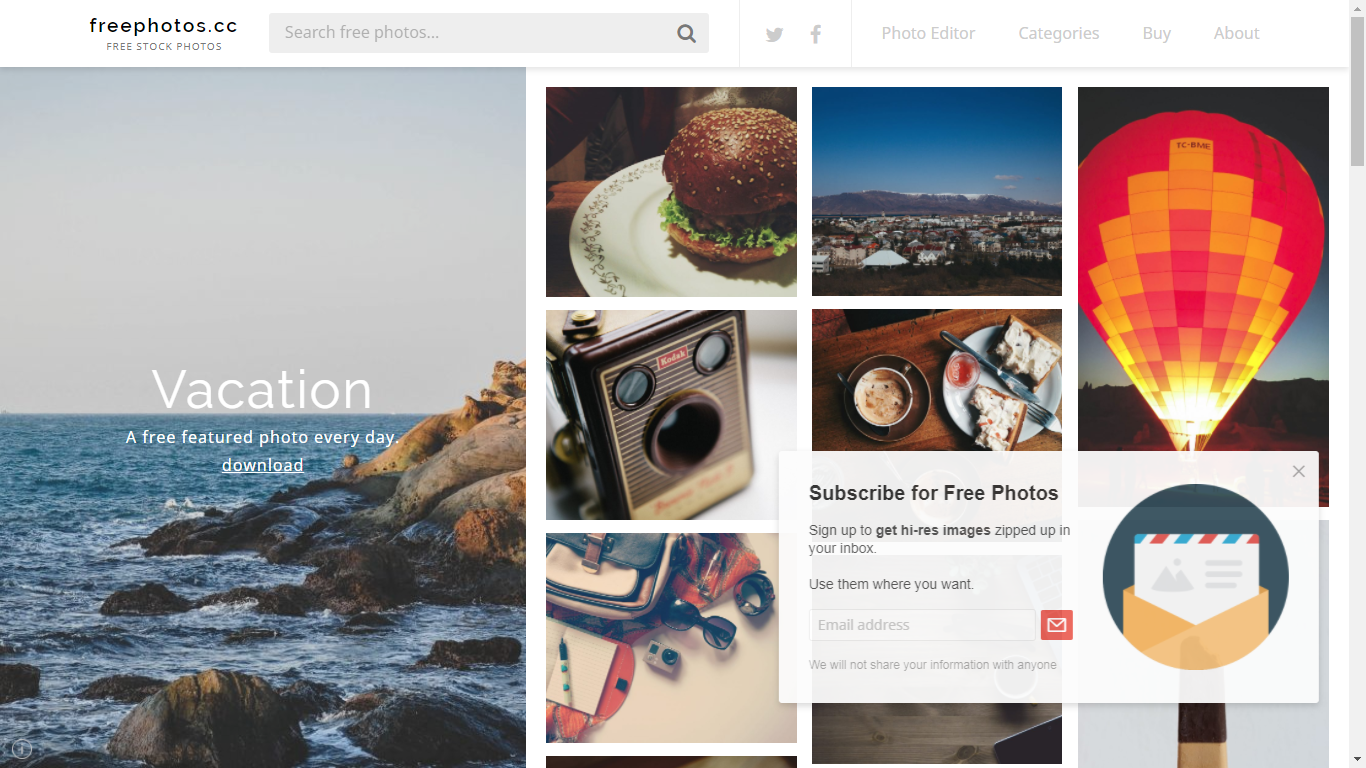 freephotos.cc
FREE STOCK PHOTOS
Search free photos...
Photo Editor
Categories
Buy
About
Vacation
A free featured photo every day.
download
TC-BME
Kodak
Subscribe for Free Photos
Sign up to get hi-res images zipped up in
your inbox.
Use them where you want.
Email address
We will not share your information with anyone